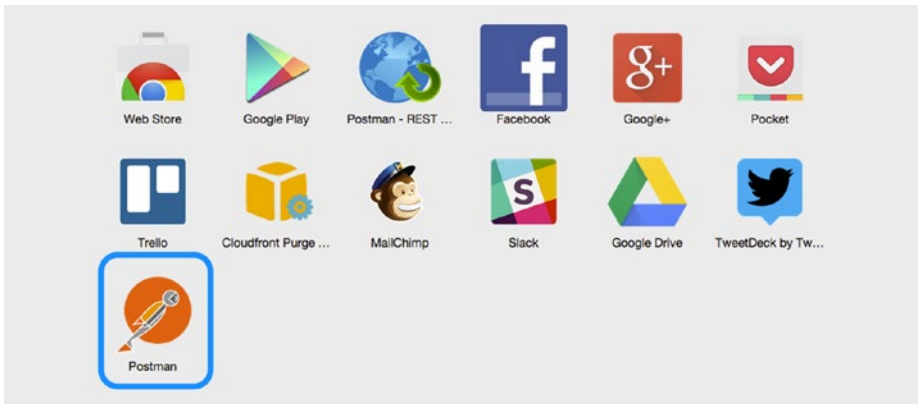 Web Store
Google Play
Postman - REST ...
f
Facebook
g+
Google+
Pocket
Trello
Cloudfront Purge ...
MailChimp
S
Slack
Google Drive
TweetDeck by Tw...
Postman